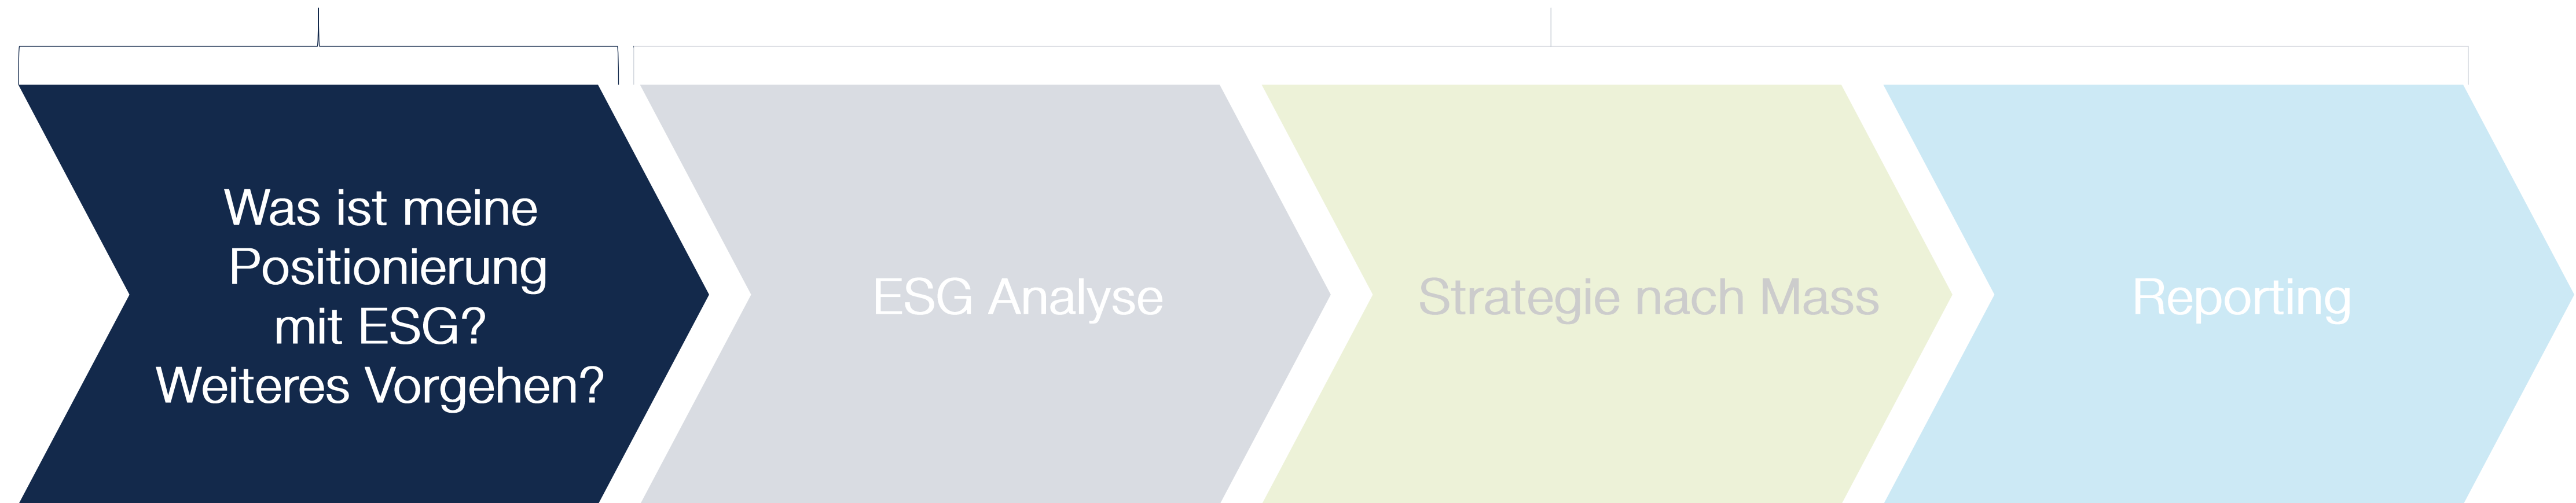 Was ist meine
Positionierung
mit ESG?
Weiteres Vorgehen?
ESG Analyse
Strategie nach Mass
Reporting